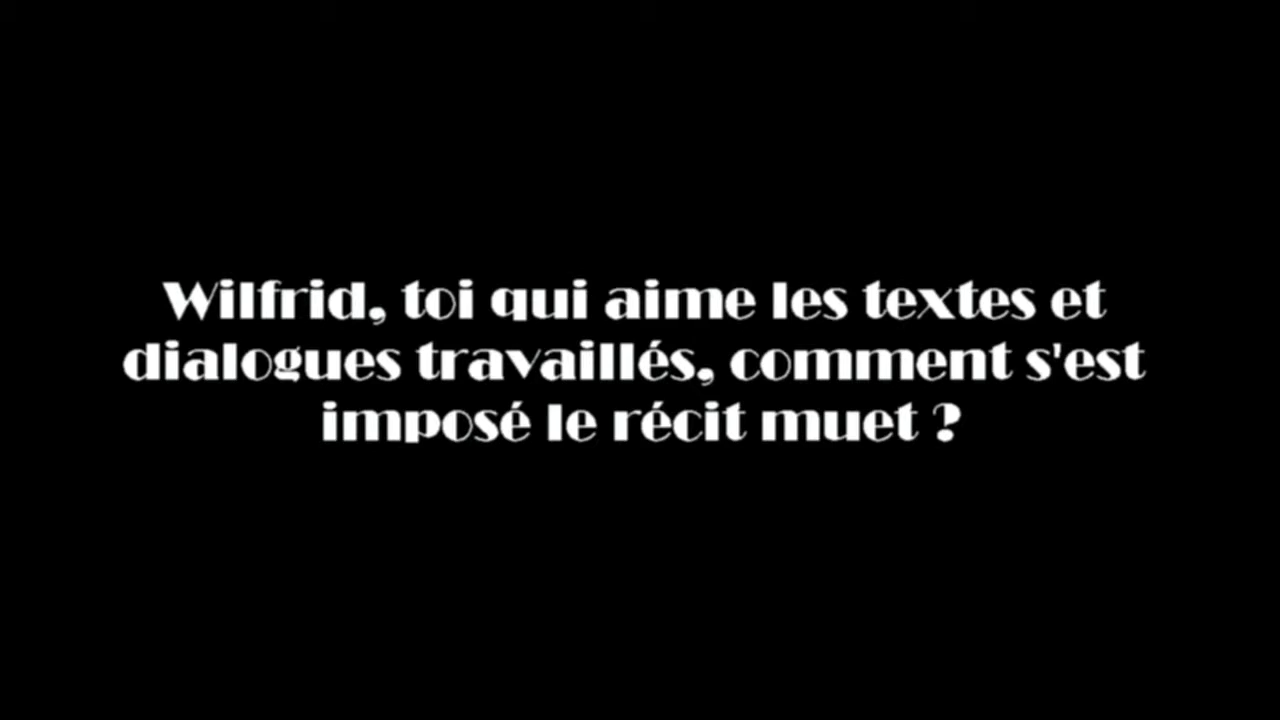 Wilfrid, toi qui aime les textes et
dialogues travaillés, comment s'est
imposé le récit muet ?